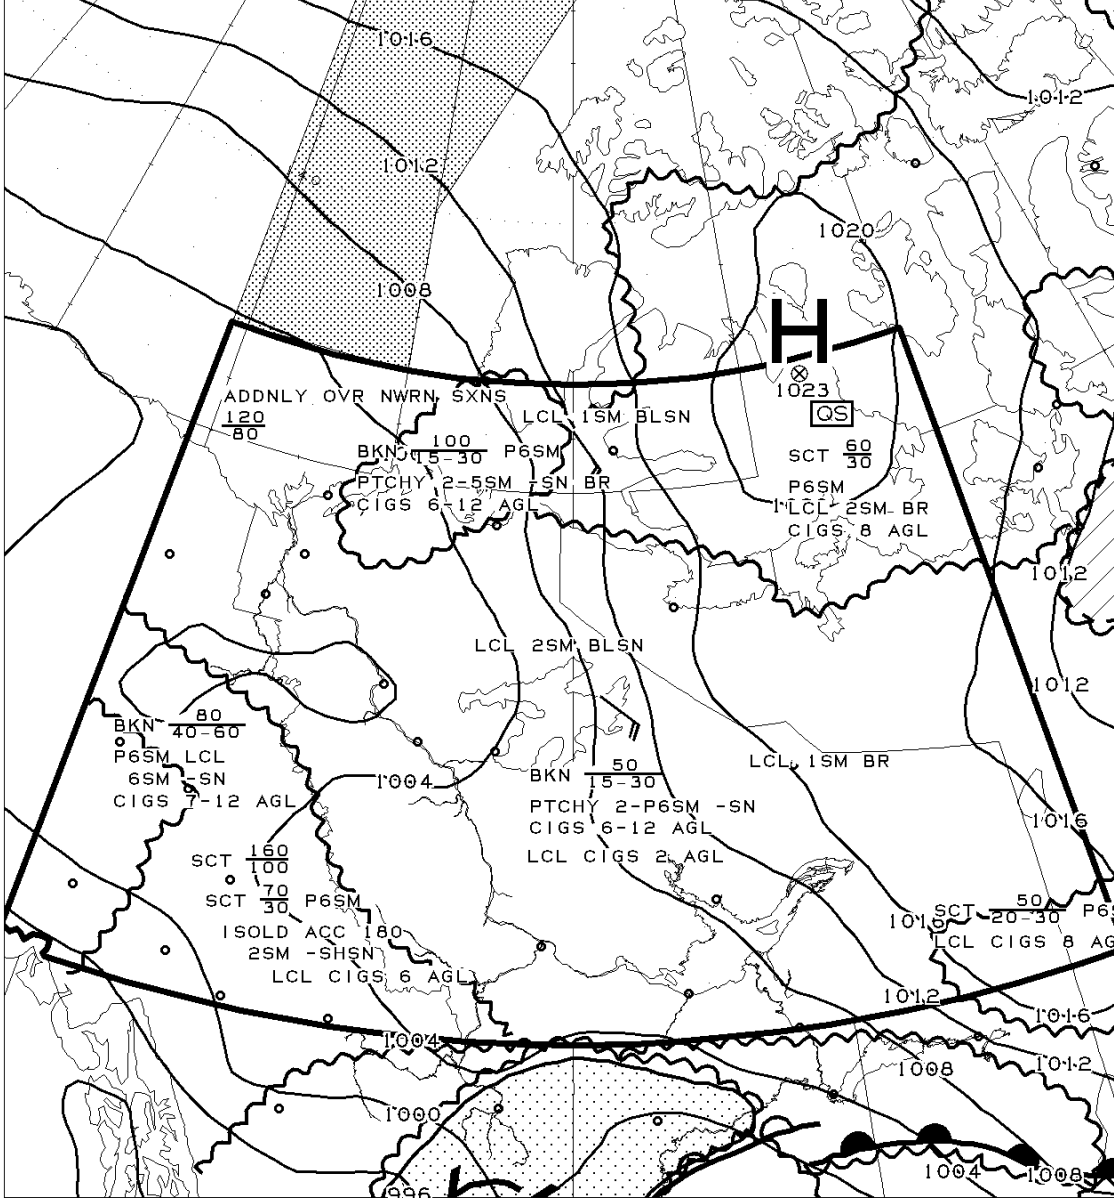 1016
1012
1012
1020
1008
H
1023
QS
ADDNLY OVR NWRN SXNS
120
80
LCL 1SM BLSN
BKN 100
15-30 P6SM
PTCHY 2-5SM -SN BR
CIGS 6-12 AGL
SCT 60
30
P6SM
LCL 2SM BR
CIGS 8 AGL
1012
LCL 2SM BLSN
1012
BKN 80
40-60
P6SM LCL
6SM -SN
CIGS 7-12 AGL
1004
BKN 50
15-30
PTCHY 2-P6SM -SN
CIGS 6-12 AGL
LCL CIGS 2 AGL
LCL 1SM BR
1016
SCT 160
100
SCT 70
30 P6SM
ISOLD ACC 180
2SM -SHSN
LCL CIGS 6 AGL
1016
SCT 50
20-30 P6S
LCL CIGS 8 AG
1012
1016
1004
1008
1012
1000
1004
1008
996